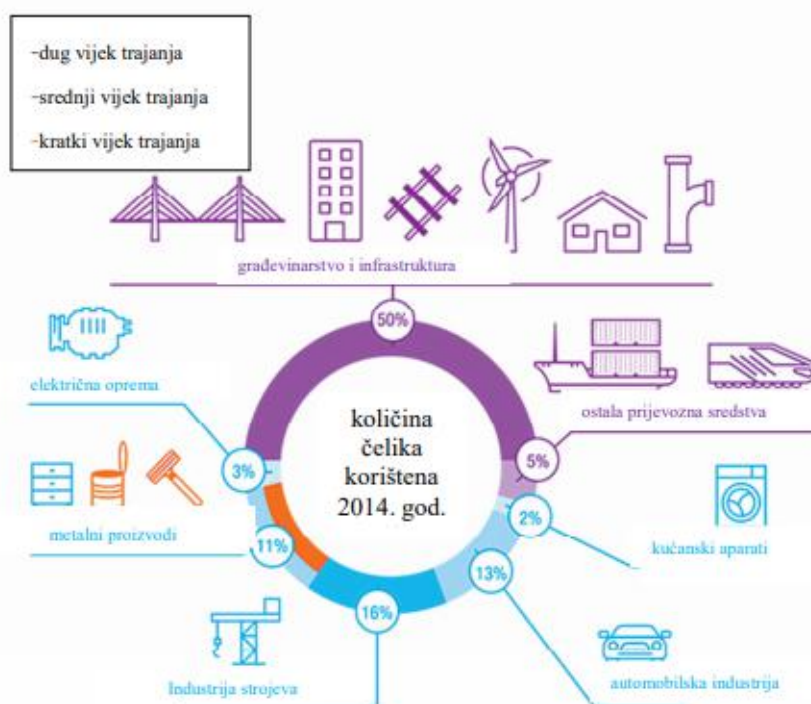 -dug vijek trajanja
-srednji vijek trajanja
-kratki vijek trajanja
građevinarstvo i infrastruktura
50%
električna oprema
ostala prijevozna sredstva
količina
čelika
korištena
2014. god.
3%
5%
metalni proizvodi
11%
2%
kućanski aparati
13%
16%
Industrija strojeva
automobilska industrija